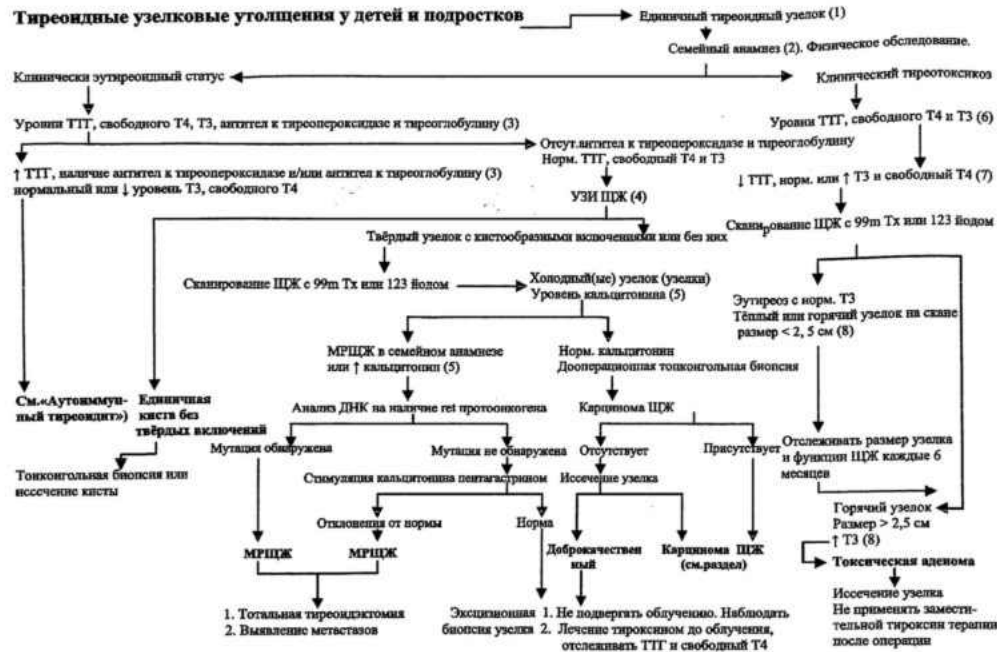 Тиреоидные узелковые утолщения у детей и подростков
Единичный тиреоидный узелок (1)
Семейный анамнез (2). Физическое обследование.
Клинически эутиреоидный статус
Клинический тиреотоксикоз
Уровни ТТГ, свободного Т4, Т3, антител к тиреопероксидазе и тиреоглобулину (3)
Уровни ТТГ, свободного Т4 и Т3 (6)
Отсут.антител к тиреопероксидазе и тиреоглобулину
Норм. ТТГ, свободный Т4 и Т3
↑ ТТГ, наличие антител к тиреопероксидазе и/или антител к тиреоглобулину (3)
нормальный или ↓ уровень Т3, свободного Т4
↓ ТТГ, норм. или ↑ Т3 и свободный Т4 (7)
УЗИ ЩЖ (4)
Сканирование ЩЖ с 99m Тх или 123 йодом
Твёрдый узелок с кистообразными включениями или без них
Сканирование ЩЖ с 99m Тх или 123 йодом
Холодный(ые) узелок (узелки)
Уровень кальцитонина (5)
Эутиреоз с норм. Т3
Тёплый или горячий узелок на скане
размер < 2, 5 см (8)
МРЩЖ в семейном анамнезе
или ↑ кальцитонин (5)
Норм. кальцитонин
Дооперационная тонкоигольная биопсия
См.«Аутоиммун-
ный тиреоидит»)
Единичная
киста без
твёрдых включений
Анализ ДНК на наличие ret протоонкогена
Карцинома ЩЖ
Мутация обнаружена
Мутация не обнаружена
Отсутствует
Присутствует
Отслеживать размер узелка
и функции ЩЖ каждые 6
месяцев
Тонкоигольная биопсия или
иссечение кисты
Стимуляция кальцитонина пентагастрином
Иссечение узелка
Отклонения от нормы
Норма
Горячий узелок
Размер > 2,5 см
↑ Т3 (8)
МРЩЖ
МРЩЖ
Доброкачествен
ный
Карцинома ЩЖ
(см.раздел)
Токсическая аденома
1. Тотальная тиреоидэктомия
2. Выявление метастазов
Эксцизионная
биопсия узелка
1. Не подвергать облучению. Наблюдать
2. Лечение тироксином до облучения,
отслеживать ТТГ и свободный Т4
Иссечение узелка
Не применять замести-
тельной тироксин терапии
после операции